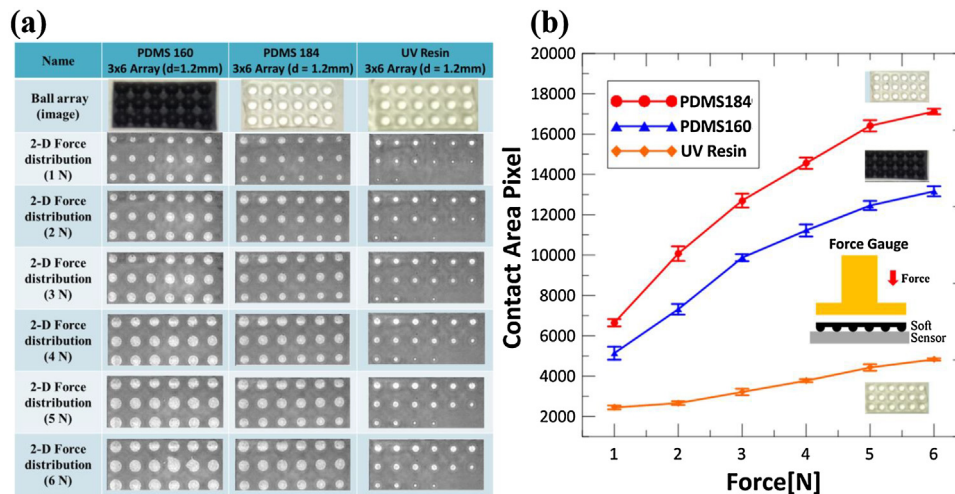 (a)
Name
PDMS 160
3x6 Array (d=1.2mm)
PDMS 184
3x6 Array (d = 1.2mm)
UV Resin
3x6 Array (d = 1.2mm)
Ball array
(image)
2-D Force
distribution
(1 N)
2-D Force
distribution
(2 N)
2-D Force
distribution
(3 N)
2-D Force
distribution
(4 N)
2-D Force
distribution
(5 N)
2-D Force
distribution
(6 N)
(b)
Contact Area Pixel
20000
18000
16000
14000
12000
10000
8000
6000
4000
2000
PDMS184
PDMS160
UV Resin
Force Gauge
Force
Soft
Sensor
1 2 3 4 5 6
Force[N]